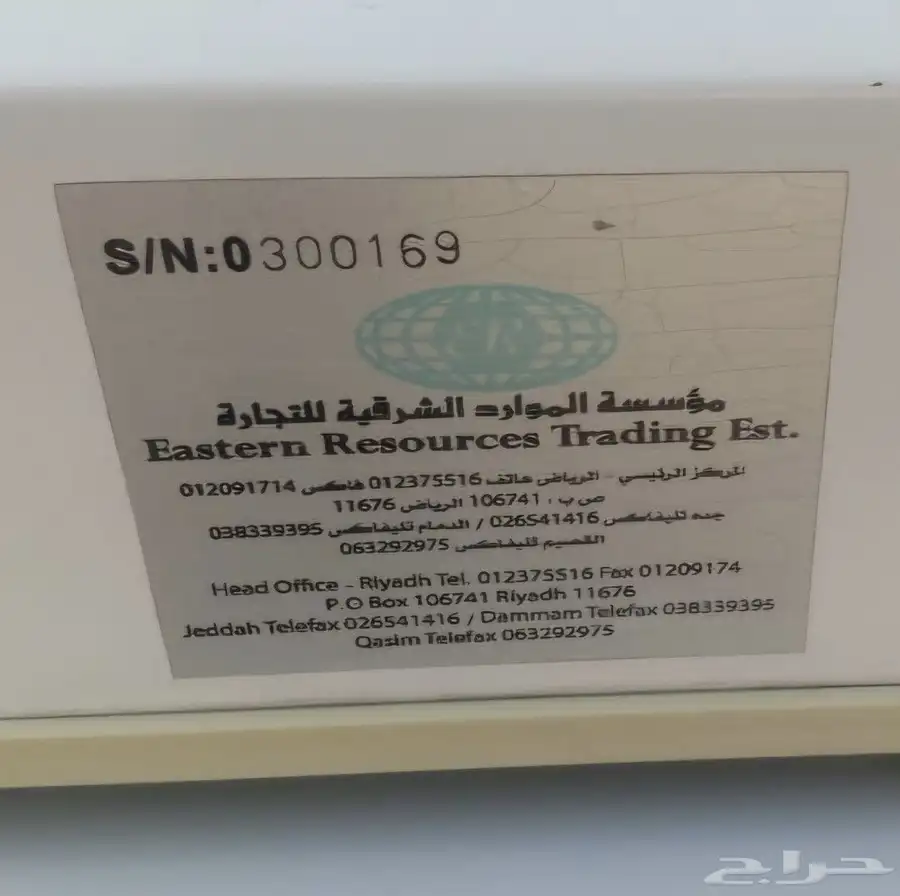 S/N:0300169
مؤسسة الموارد الشرقية للتجارة
Eastern Resources Trading Est.
المركز الرئيسي - الرياض هاتف 012375516 فاكس 012091714
ص ب : 106741 الرياض 11676
جده تليفاكس 026541416 / الدمام تليفاكس 038339395
القصيم تليفاكس 063292975
Head Office - Riyadh Tel. 012375516 Fax 01209174
P.O Box 106741 Riyadh 11676
Jeddah Telefax 026541416 / Dammam Telefax 038339395
Qasim Telefax 063292975
حراج